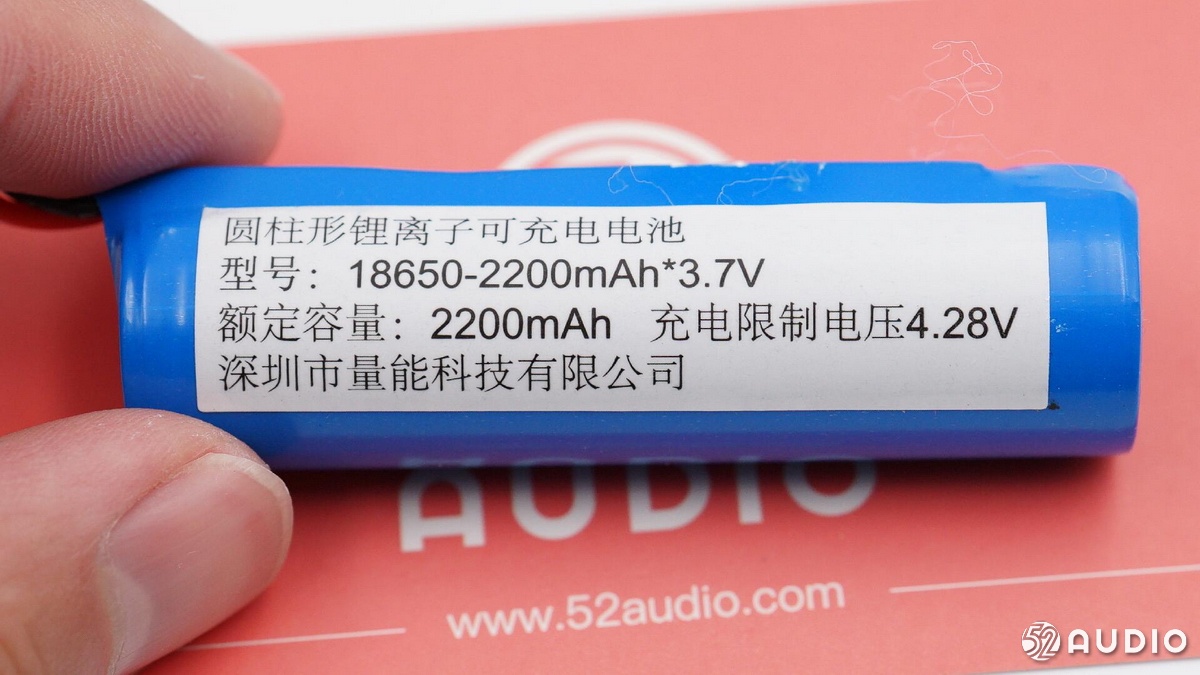 圆柱形锂离子可充电电池
型号：18650-2200mAh*3.7V
额定容量：2200mAh 充电限制电压4.28V
深圳市量能科技有限公司
AUDIO
www.52audio.com
52 AUDIO